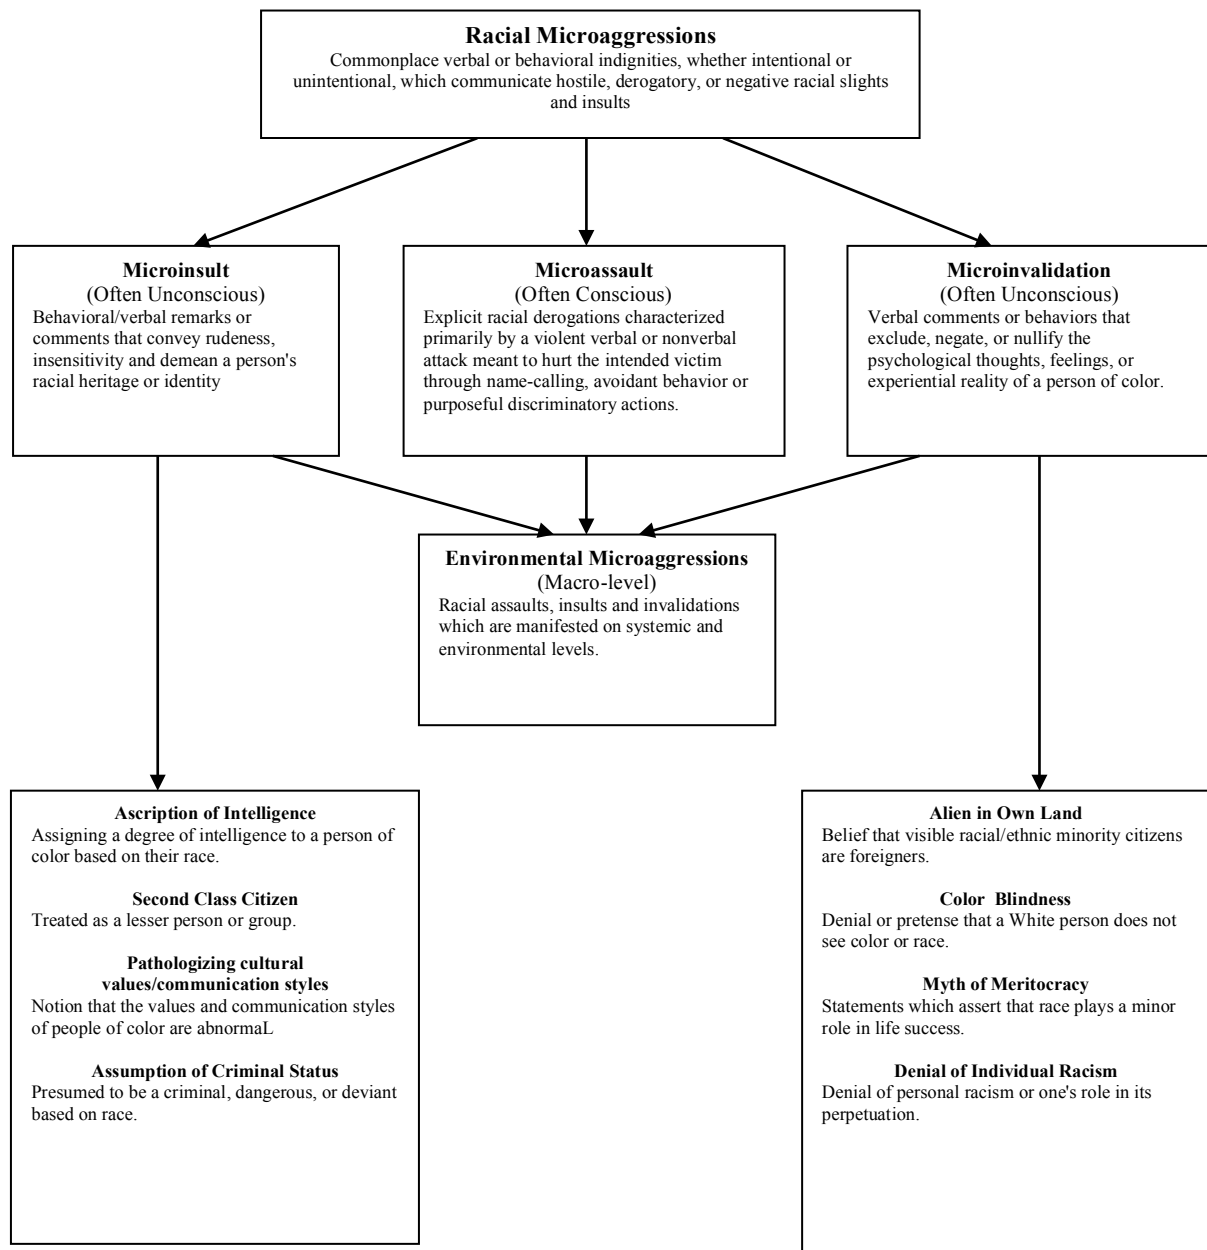 Racial Microaggressions
Commonplace verbal or behavioral indignities, whether intentional or
unintentional, which communicate hostile, derogatory, or negative racial slights
and insults
Microinsult
(Often Unconscious)
Behavioral/verbal remarks or
comments that convey rudeness,
insensitivity and demean a person's
racial heritage or identity
Microassault
(Often Conscious)
Explicit racial derogations characterized
primarily by a violent verbal or nonverbal
attack meant to hurt the intended victim
through name-calling, avoidant behavior or
purposeful discriminatory actions.
Microinvalidation
(Often Unconscious)
Verbal comments or behaviors that
exclude, negate, or nullify the
psychological thoughts, feelings, or
experiential reality of a person of color.
Environmental Microaggressions
(Macro-level)
Racial assaults, insults and invalidations
which are manifested on systemic and
environmental levels.
Ascription of Intelligence
Assigning a degree of intelligence to a person of
color based on their race.
Second Class Citizen
Treated as a lesser person or group.
Pathologizing cultural
values/communication styles
Notion that the values and communication styles
of people of color are abnormaL
Assumption of Criminal Status
Presumed to be a criminal, dangerous, or deviant
based on race.
Alien in Own Land
Belief that visible racial/ethnic minority citizens
are foreigners.
Color Blindness
Denial or pretense that a White person does not
see color or race.
Myth of Meritocracy
Statements which assert that race plays a minor
role in life success.
Denial of Individual Racism
Denial of personal racism or one's role in its
perpetuation.